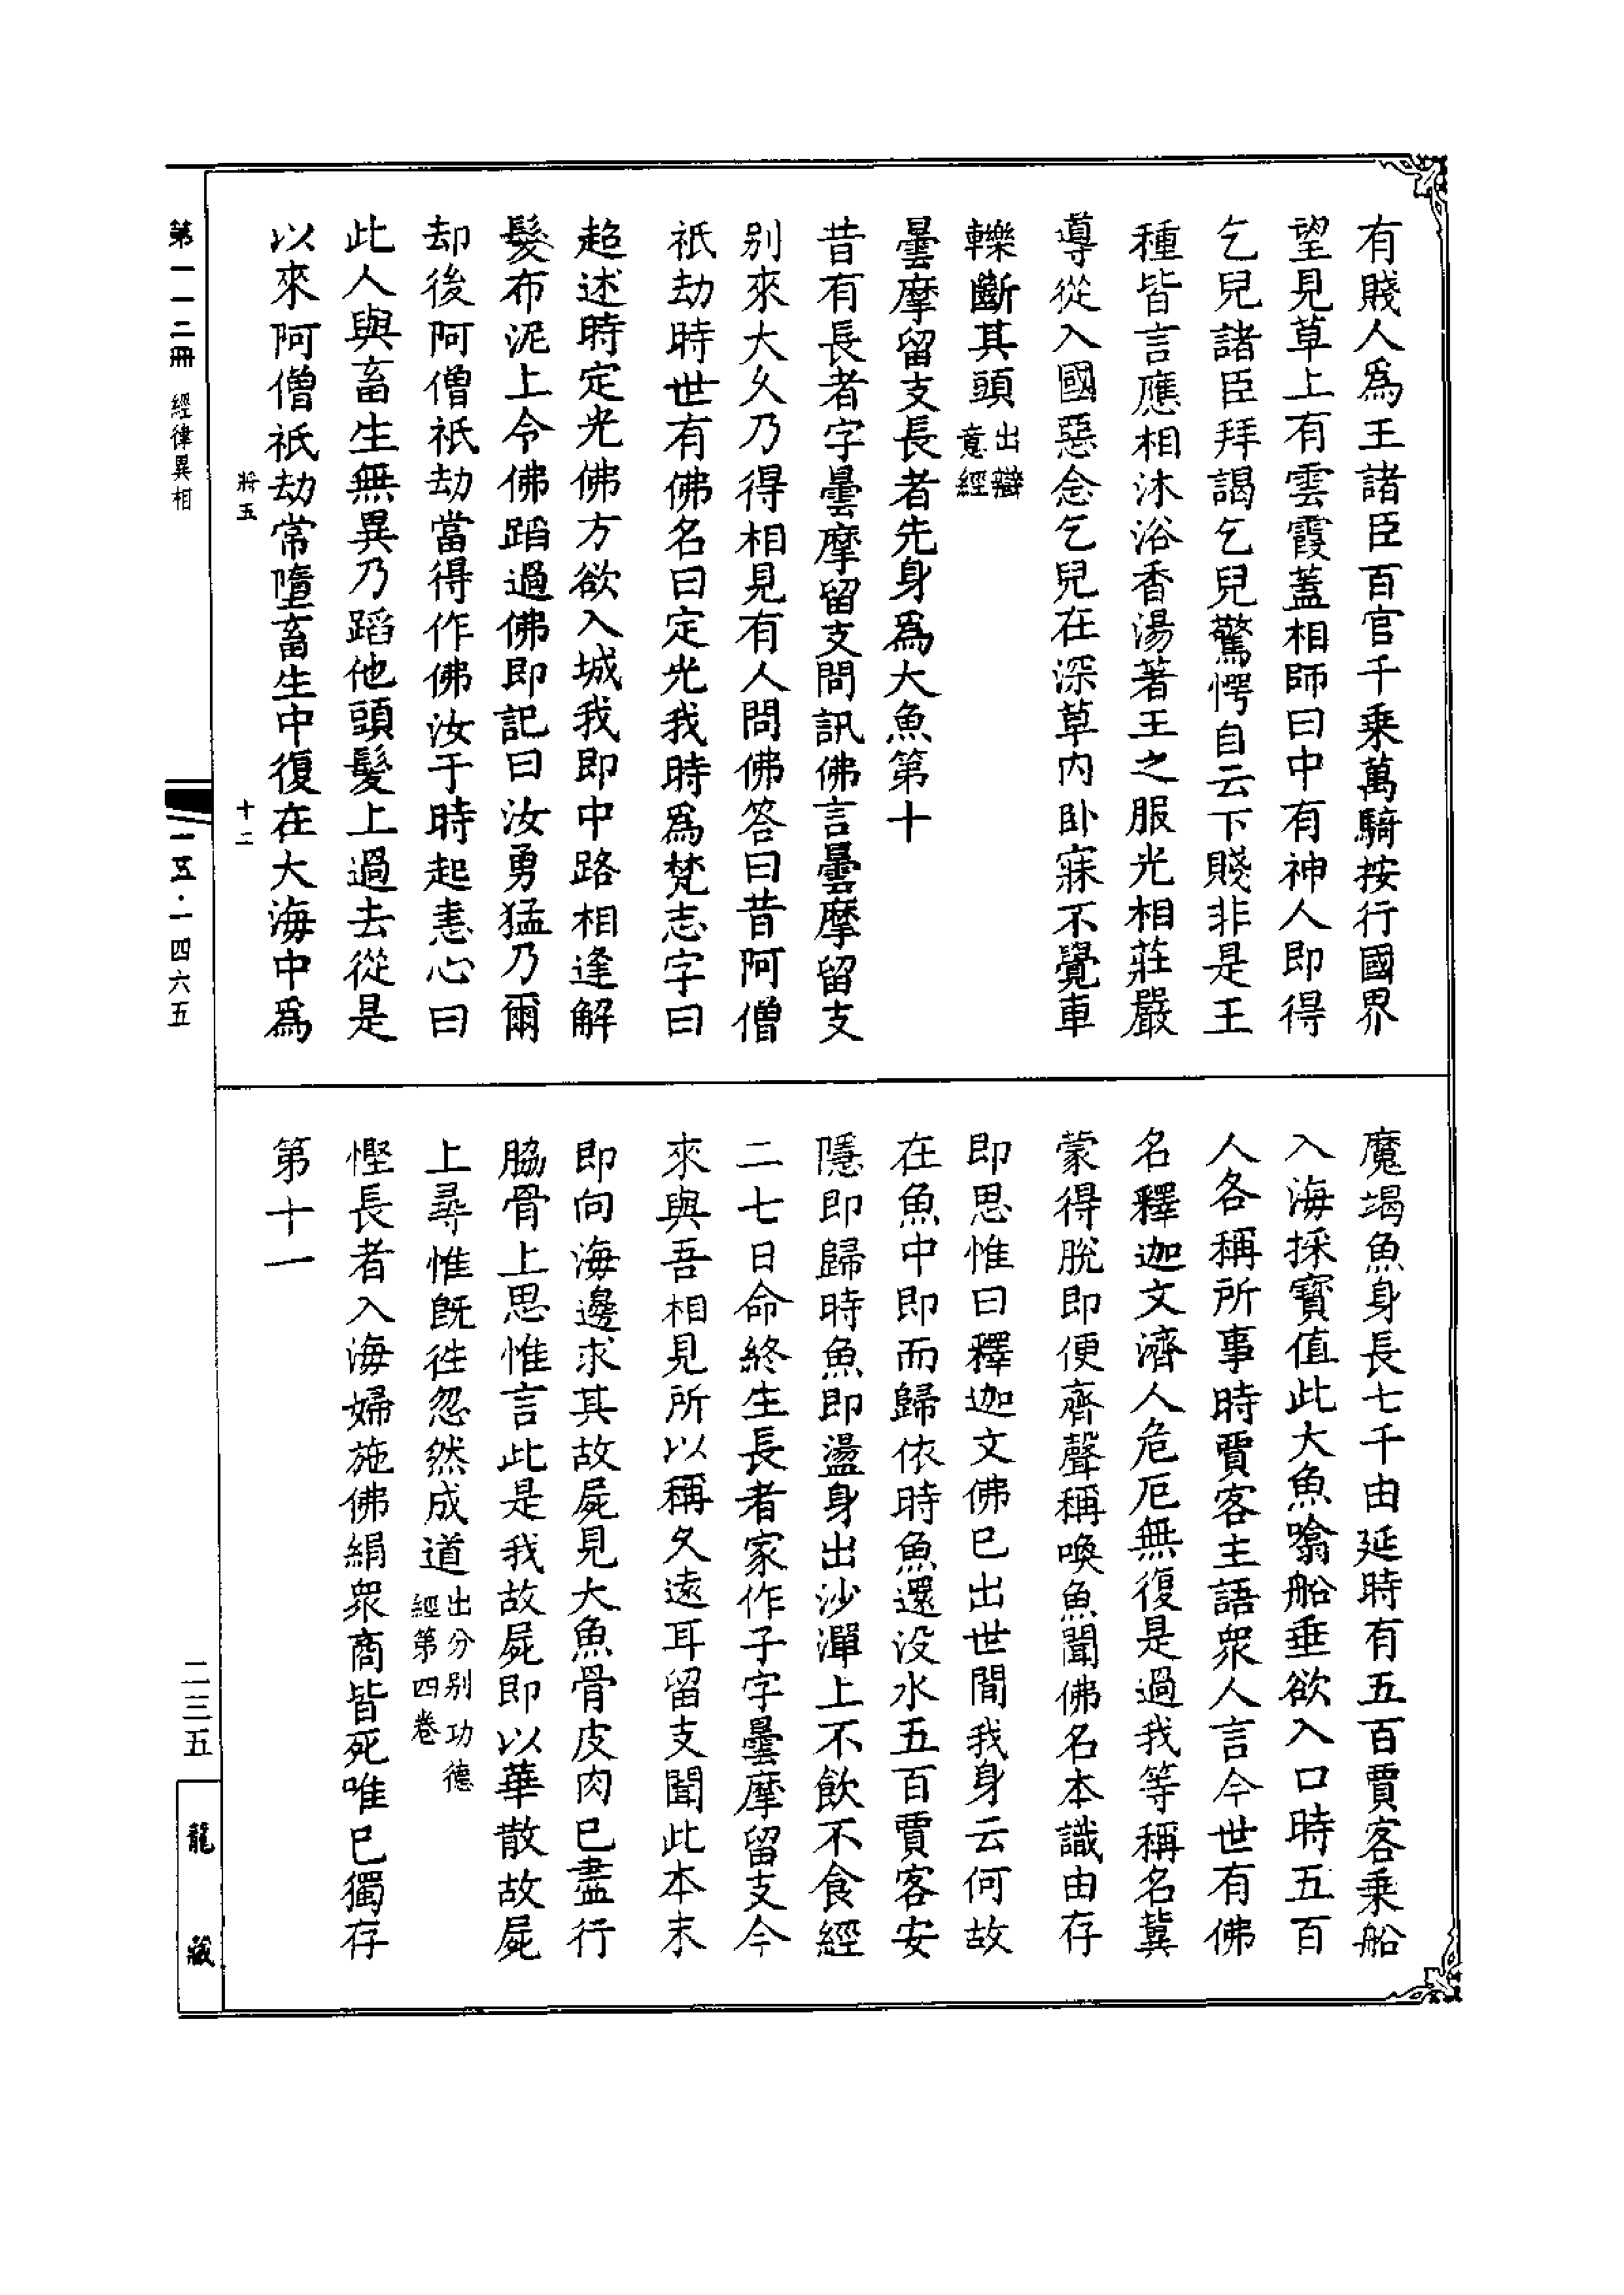 有賤人爲王諸臣百官千乗萬騎按行國界
望見草上有雲霞蓋相師曰中有神人即得
乞兒諸臣拜謁乞兒驚愕自云下賤非是王
種皆言應相沐浴香湯著王之服光相莊嚴
導從入國惡念乞兒在深草内卧寐不覺車
轢斷其頭出辯意經
曇摩留支長者先身爲大魚第十
昔有長者字曇摩留支問訊佛言曇摩留支
别來大久乃得相見有人問佛答曰昔阿僧
祇劫時世有佛名曰定光我時爲梵志字曰
超述時定光佛方欲入城我即中路相逢解
髮布泥上令佛蹈過佛即記曰汝勇猛乃爾
却後阿僧祇劫當得作佛汝于時起恚心曰
此人與畜生無異乃蹈他頭髮上過去從是
以來阿僧祇劫常墮畜生中復在大海中爲
魔竭魚身長七千由延時有五百賈客乗船
入海採寶值此大魚噏船垂欲入口時五百
人各稱所事時賈客主語衆人言今世有佛
名釋迦文濟人危厄無復是過我等稱名冀
蒙得脫即便齊聲稱喚魚聞佛名本識由存
即思惟曰釋迦文佛已出世間我身云何故
在魚中即而歸依時魚還没水五百賈客安
隱即歸時魚即盪身出沙潬上不飲不食經
二七日命終生長者家作子字曇摩留支今
來與吾相見所以稱久遠耳留支聞此本末
即向海邊求其故屍見大魚骨皮肉已盡行
脇骨上思惟言此是我故屍即以華散故屍
上尋惟既徃忽然成道出分别功德經第四卷
慳長者入海婦施佛絹衆商皆死唯已獨存
第十一
第一一二冊 經律異相
將五 十二
一五·一四六五
二三五
龍藏